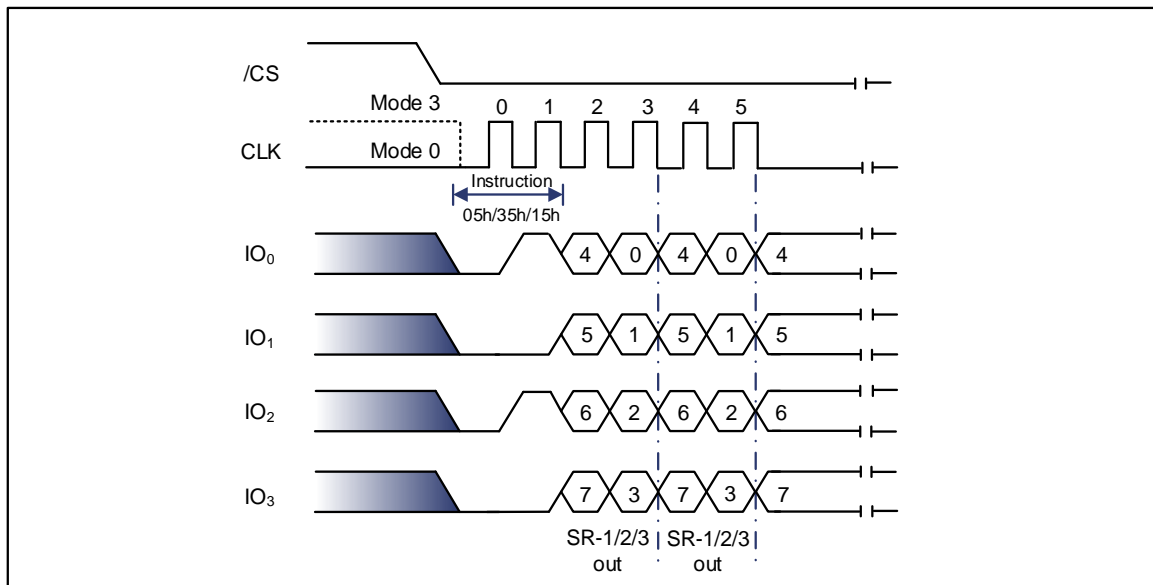 /CS
Mode 3
0 1 2 3 4 5
CLK
Mode 0
Instruction
05h/35h/15h
IO₀
4 0 4 0 4
IO₁
5 1 5 1 5
IO₂
6 2 6 2 6
IO₃
7 3 7 3 7
SR-1/2/3 out
SR-1/2/3 out